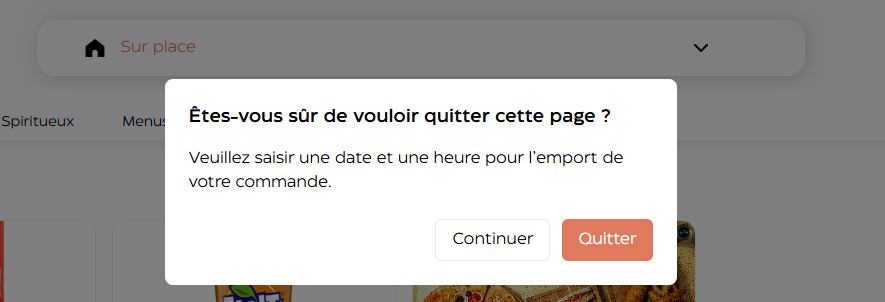 Sur place
Spiritueux Menus
Êtes-vous sûr de vouloir quitter cette page ?
Veuillez saisir une date et une heure pour l'emport de
votre commande.
Continuer Quitter